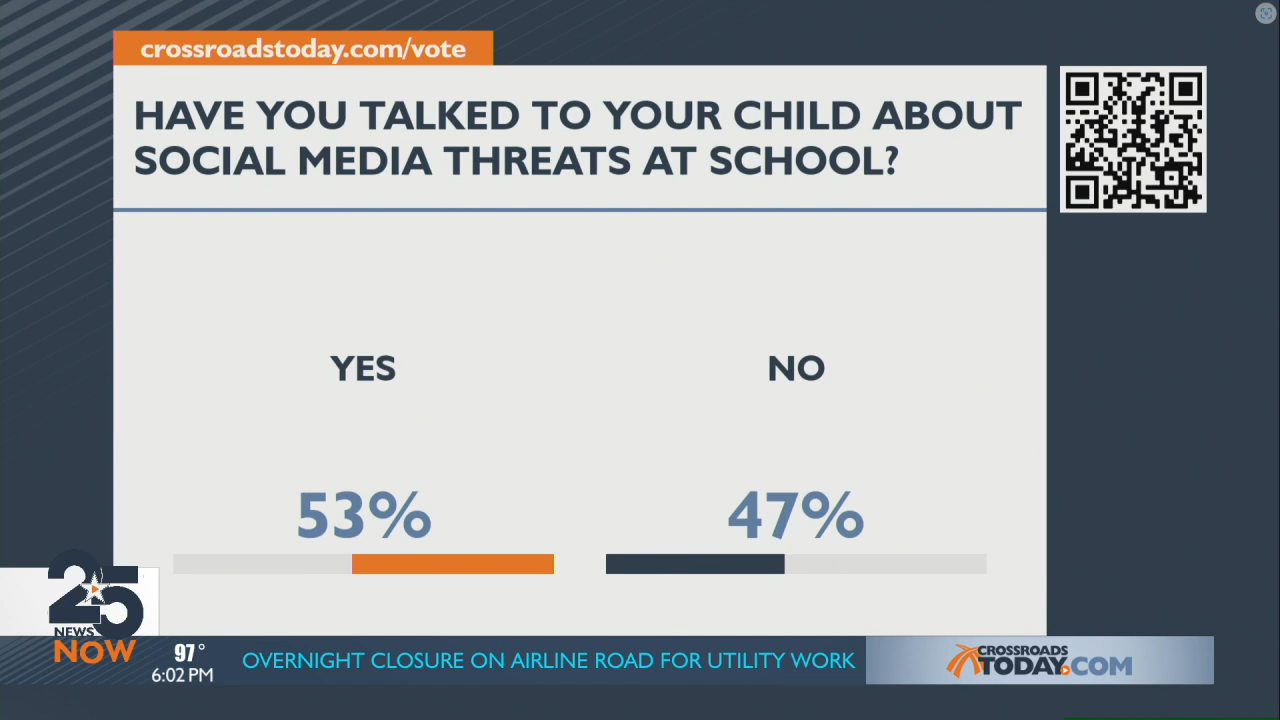 crossroadstoday.com/vote
HAVE YOU TALKED TO YOUR CHILD ABOUT
SOCIAL MEDIA THREATS AT SCHOOL?
YES
NO
53%
47%
25
NEWS
NOW
97°
6:02 PM
OVERNIGHT CLOSURE ON AIRLINE ROAD FOR UTILITY WORK
CROSSROADS
TODAY.COM